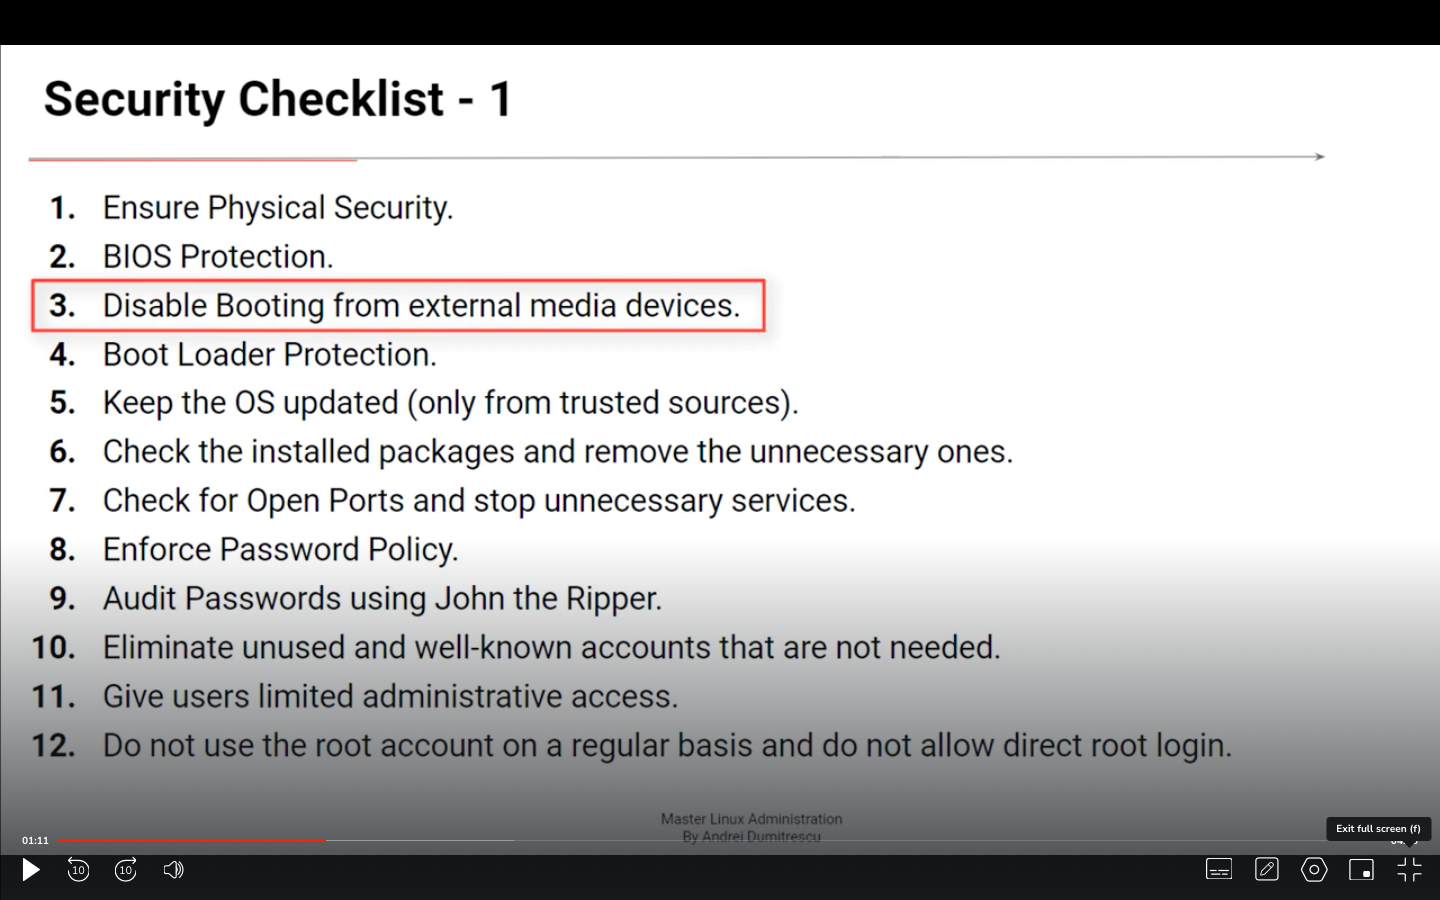 Security Checklist - 1
1. Ensure Physical Security.
2. BIOS Protection.
3. Disable Booting from external media devices.
4. Boot Loader Protection.
5. Keep the OS updated (only from trusted sources).
6. Check the installed packages and remove the unnecessary ones.
7. Check for Open Ports and stop unnecessary services.
8. Enforce Password Policy.
9. Audit Passwords using John the Ripper.
10. Eliminate unused and well-known accounts that are not needed.
11. Give users limited administrative access.
12. Do not use the root account on a regular basis and do not allow direct root login.
Master Linux Administration
By Andrei Dumitrescu
Exit full screen (f)
01:11
10
10